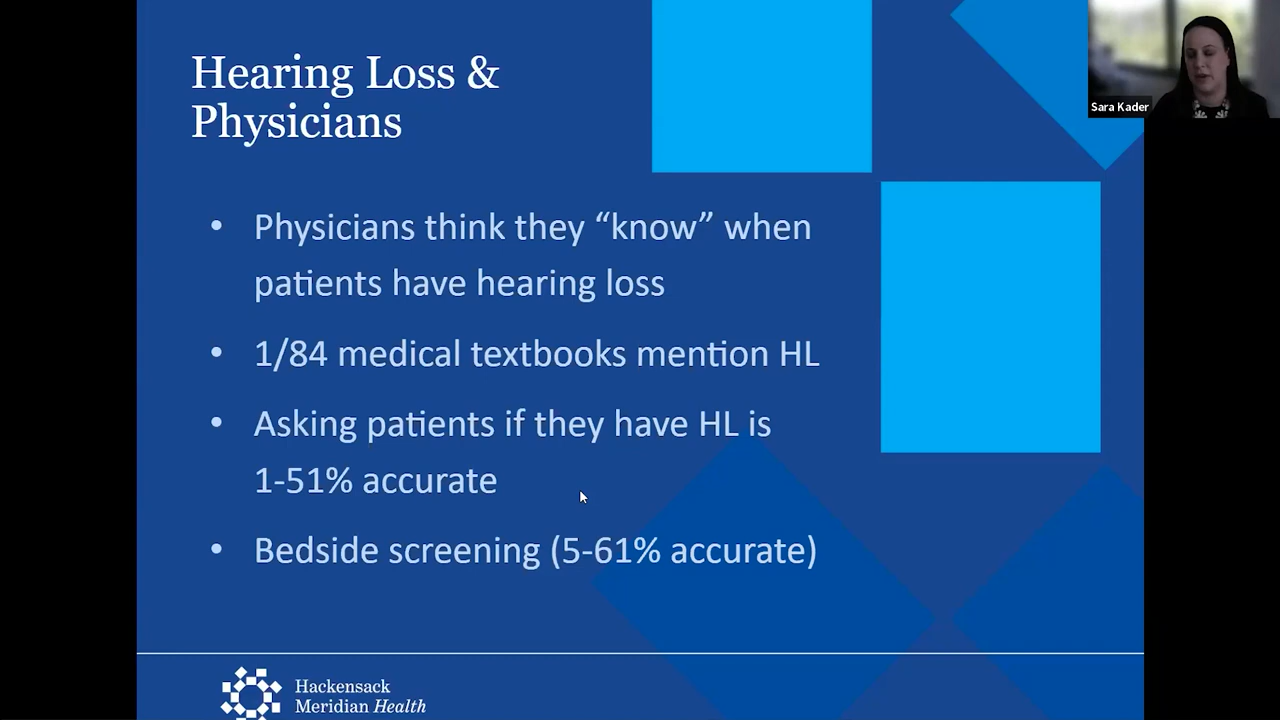 Hearing Loss &
Physicians
Sara Kader
• Physicians think they “know” when
patients have hearing loss
• 1/84 medical textbooks mention HL
• Asking patients if they have HL is
1-51% accurate
• Bedside screening (5-61% accurate)
Hackensack
Meridian Health